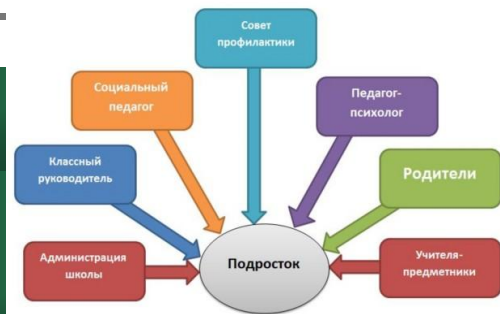 Совет
профилактики
Социальный
педагог
Педагог-
психолог
Классный
руководитель
Родители
Администрация
школы
Подросток
Учителя-
предметники